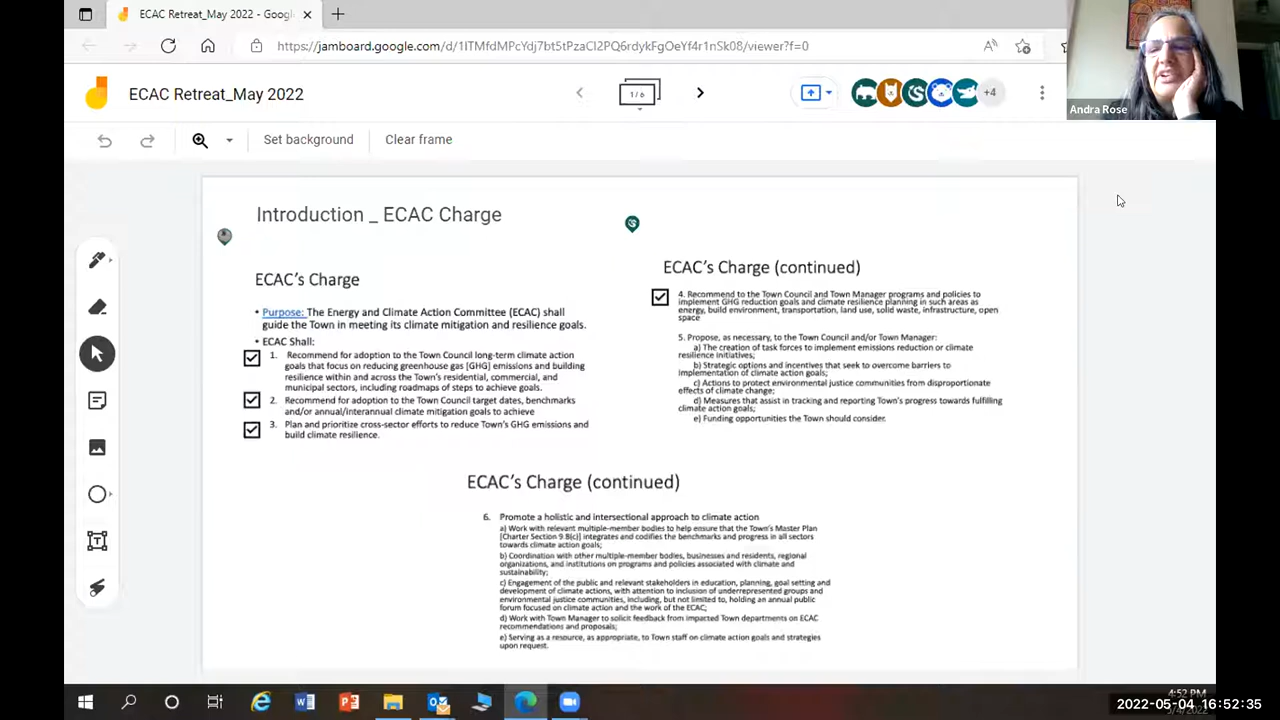 ECAC Retreat_May 2022 - Googl
https://jamboard.google.com/d/1ITMfdMPcYdj7bt5tPzaCl2PQ6rdykFgOeYf4r1nSk08/viewer?f=0
ECAC Retreat_May 2022
1/6
+4
Set background
Clear frame
Andra Rose
Introduction _ ECAC Charge
ECAC's Charge
• Purpose: The Energy and Climate Action Committee (ECAC) shall
guide the Town in meeting its climate mitigation and resilience goals.
• ECAC Shall:
1. Recommend for adoption to the Town Council long-term climate action
goals that focus on reducing greenhouse gas [GHG] emissions and building
resilience within and across the Town's residential, commercial, and
municipal sectors, including roadmaps of steps to achieve goals.
2. Recommend for adoption to the Town Council target dates, benchmarks
and/or annual/interannual climate mitigation goals to achieve
3. Plan and prioritize cross-sector efforts to reduce Town's GHG emissions and
build climate resilience.
ECAC's Charge (continued)
4. Recommend to the Town Council and Town Manager programs and policies to
implement GHG reduction goals and climate resilience planning in such areas as
energy, build environment, transportation, land use, solid waste, infrastructure, open
space
5. Propose, as necessary, to the Town Council and/or Town Manager:
a) The creation of task forces to implement emissions reduction or climate
resilience initiatives;
b) Strategic options and incentives that seek to overcome barriers to
implementation of climate action goals;
c) Actions to protect environmental justice communities from disproportionate
effects of climate change;
d) Measures that assist in tracking and reporting Town's progress towards fulfilling
climate action goals;
e) Funding opportunities the Town should consider.
ECAC's Charge (continued)
6. Promote a holistic and intersectional approach to climate action
a) Work with relevant multiple-member bodies to help ensure that the Town's Master Plan
[Charter Section 9.8(c)] integrates and codifies the benchmarks and progress in all sectors
towards climate action goals;
b) Coordination with other multiple-member bodies, businesses and residents, regional
organizations, and institutions on programs and policies associated with climate and
sustainability;
c) Engagement of the public and relevant stakeholders in education, planning, goal setting and
development of climate actions, with attention to inclusion of underrepresented groups and
environmental justice communities, including, but not limited to, holding an annual public
forum focused on climate action and the work of the ECAC;
d) Work with Town Manager to solicit feedback from impacted Town departments on ECAC
recommendations and proposals;
e) Serving as a resource, as appropriate, to Town staff on climate action goals and strategies
upon request.
4:52 PM
2022-05-04 16:52:35